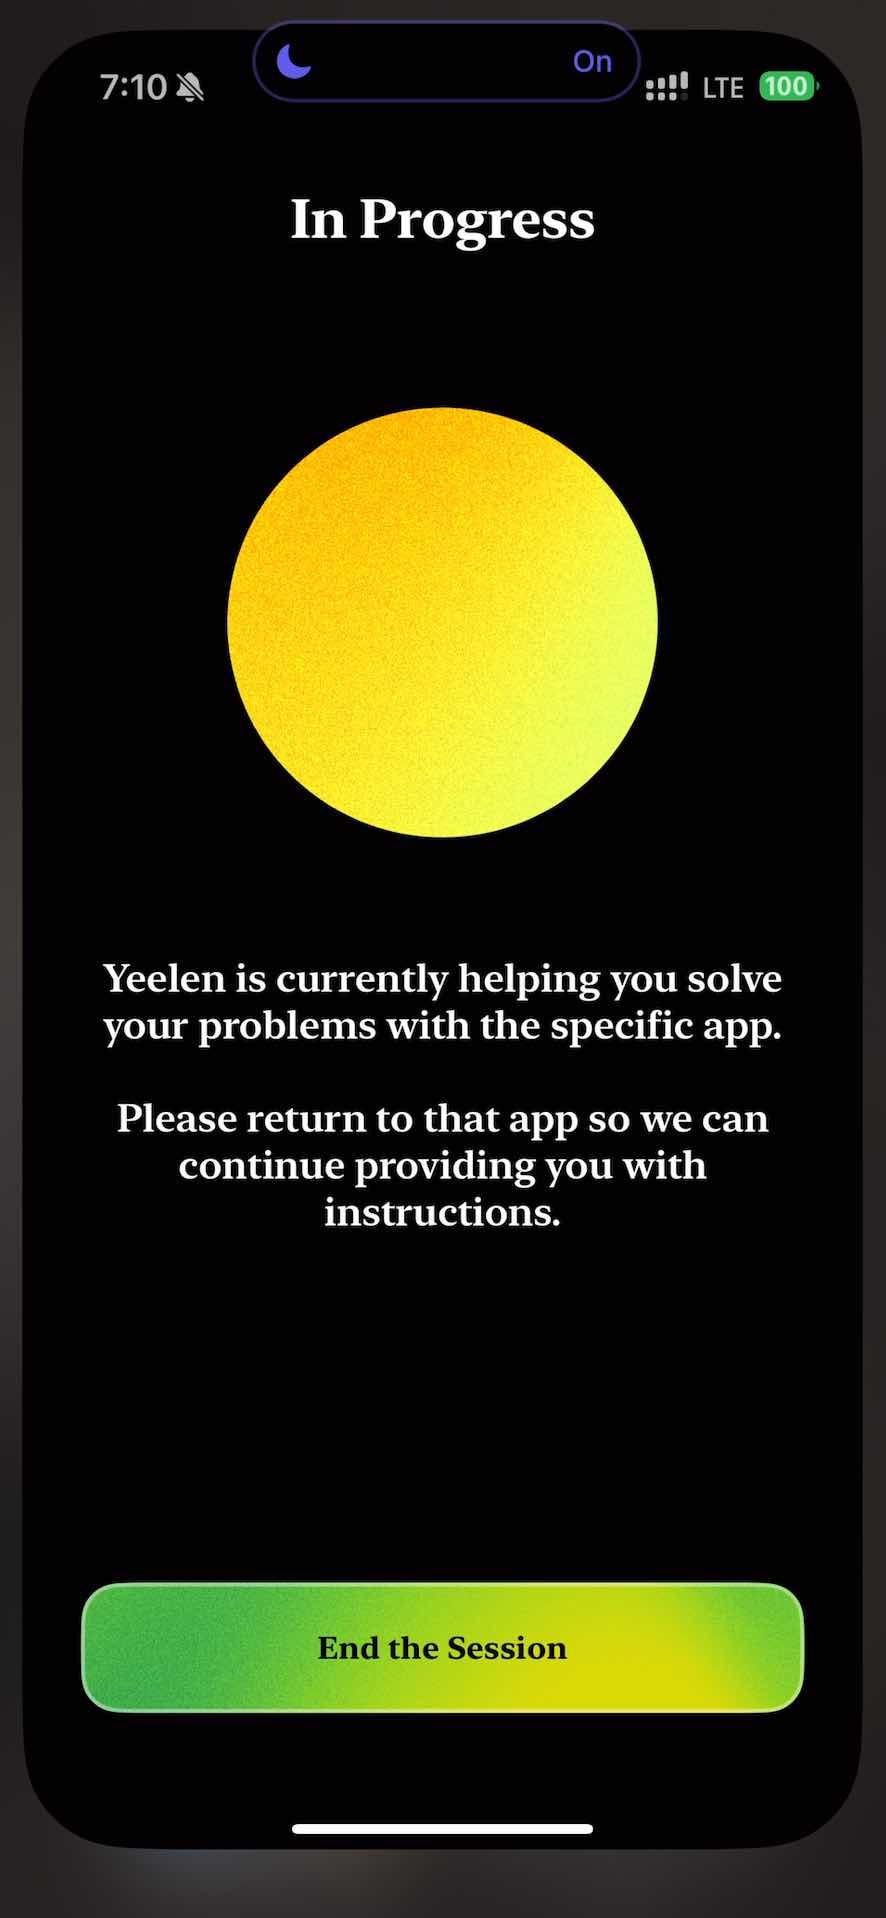 7:10
On
LTE
100
In Progress
Yeelen is currently helping you solve
your problems with the specific app.
Please return to that app so we can
continue providing you with
instructions.
End the Session